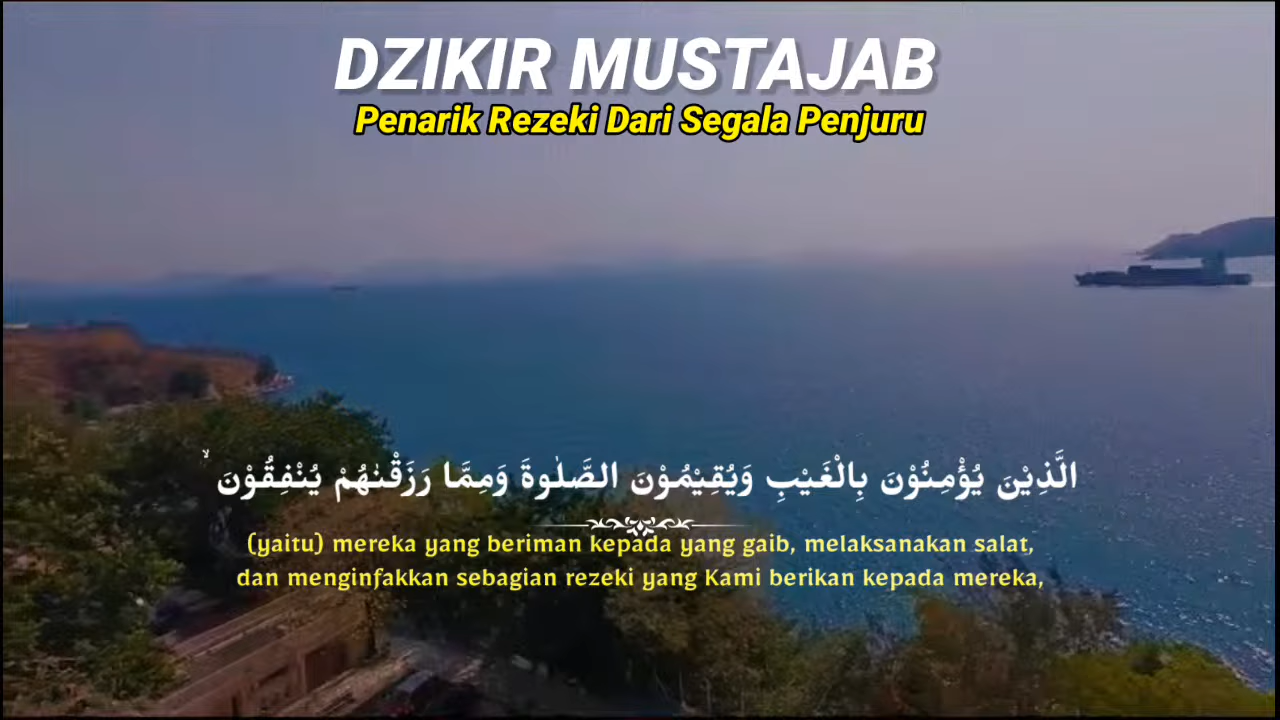 DZIKIR MUSTAJAB
Penarik Rezeki Dari Segala Penjuru
الَّذِيْنَ يُؤْمِنُوْنَ بِالْغَيْبِ وَيُقِيْمُوْنَ الصَّلٰوةَ وَمِمَّا رَزَقْنٰهُمْ يُنْفِقُوْنَ ۙ
(yaitu) mereka yang beriman kepada yang gaib, melaksanakan salat,
dan menginfakkan sebagian rezeki yang Kami berikan kepada mereka,